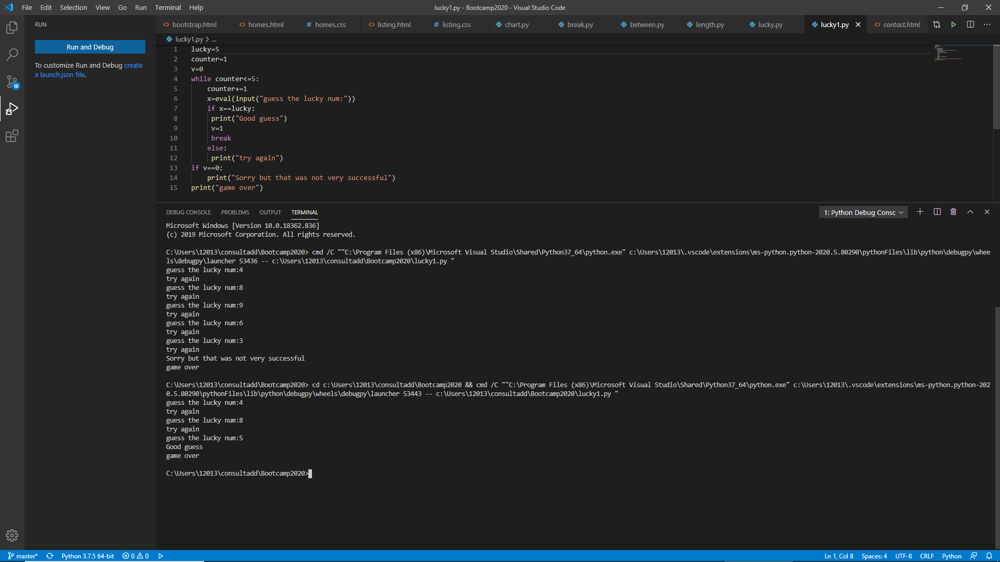 File Edit Selection View Go Run Terminal Help
lucky1.py - Bootcamp2020 - Visual Studio Code
RUN
bootstrap.html homes.html homes.css listing.html listing.css chart.py break.py between.py length.py lucky.py lucky1.py contact.html
Run and Debug
To customize Run and Debug create
a launch.json file.
18
lucky1.py > ...
1 lucky=5
2 counter=1
3 v=0
4 while counter<=5:
5 counter+=1
6 x=eval(input("guess the lucky num:"))
7 if x==lucky:
8 print("Good guess")
9 v=1
10 break
11 else:
12 print("try again")
13 if v==0:
14 print("Sorry but that was not very successful")
15 print("game over")
DEBUG CONSOLE PROBLEMS OUTPUT TERMINAL
1: Python Debug Consc
Microsoft Windows [Version 10.0.18362.836]
(c) 2019 Microsoft Corporation. All rights reserved.
C:\Users\12013\consultadd\Bootcamp2020> cmd /C ""C:\Program Files (x86)\Microsoft Visual Studio\Shared\Python37_64\python.exe" c:\Users\12013\.vscode\extensions\ms-python.python-2020.5.80290\pythonFiles\lib\python\debugpy\whee
ls\debugpy\launcher 53436 -- c:\Users\12013\consultadd\Bootcamp2020\lucky1.py "
guess the lucky num:4
try again
guess the lucky num:8
try again
guess the lucky num:9
try again
guess the lucky num:6
try again
guess the lucky num:3
try again
Sorry but that was not very successful
game over
C:\Users\12013\consultadd\Bootcamp2020> cd c:\Users\12013\consultadd\Bootcamp2020 && cmd /C ""C:\Program Files (x86)\Microsoft Visual Studio\Shared\Python37_64\python.exe" c:\Users\12013\.vscode\extensions\ms-python.python-202
0.5.80290\pythonFiles\lib\python\debugpy\wheels\debugpy\launcher 53443 -- c:\Users\12013\consultadd\Bootcamp2020\lucky1.py "
guess the lucky num:4
try again
guess the lucky num:8
try again
guess the lucky num:5
Good guess
game over
C:\Users\12013\consultadd\Bootcamp2020>
master* Python 3.7.5 64-bit 0 0 Ln 1, Col 8 Spaces: 4 UTF-8 CRLF Python